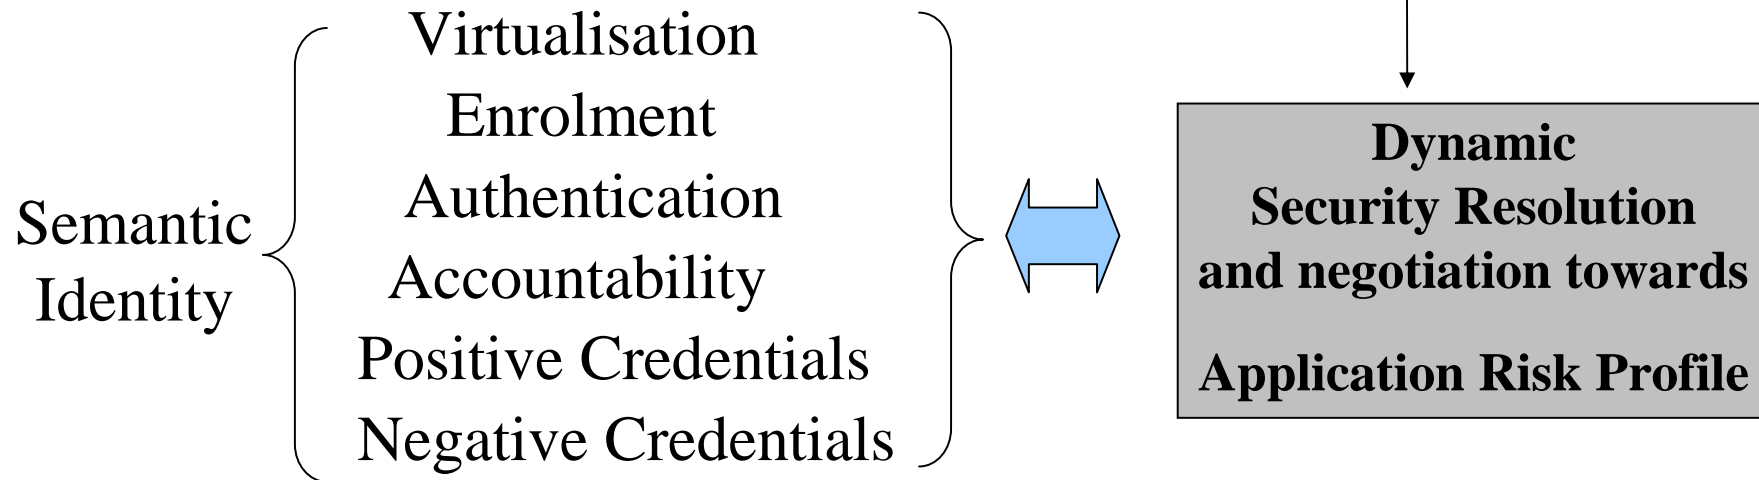 Semantic
Identity
Virtualisation
Enrolment
Authentication
Accountability
Positive Credentials
Negative Credentials
Dynamic
Security Resolution
and negotiation towards
Application Risk Profile